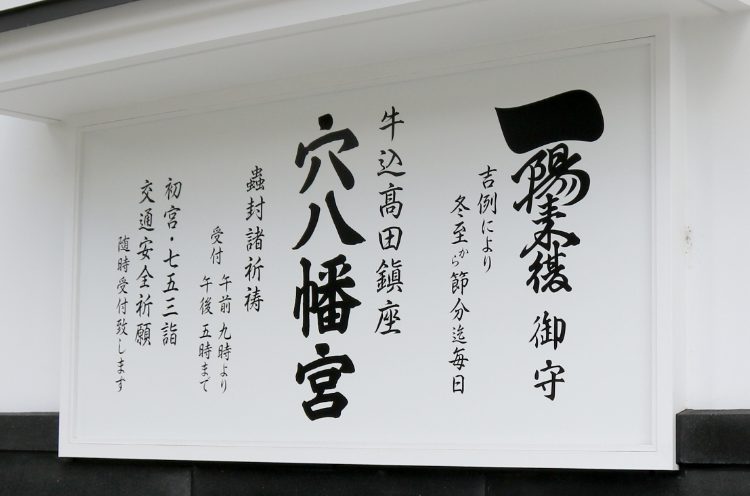 一陽来復 御守
吉例により
冬至から節分迄毎日
牛込髙田鎮座
穴八幡宮
蟲封諸祈祷
受付 午前九時より
午後五時まで
初宮・七五三詣
交通安全祈願
随時受付致します